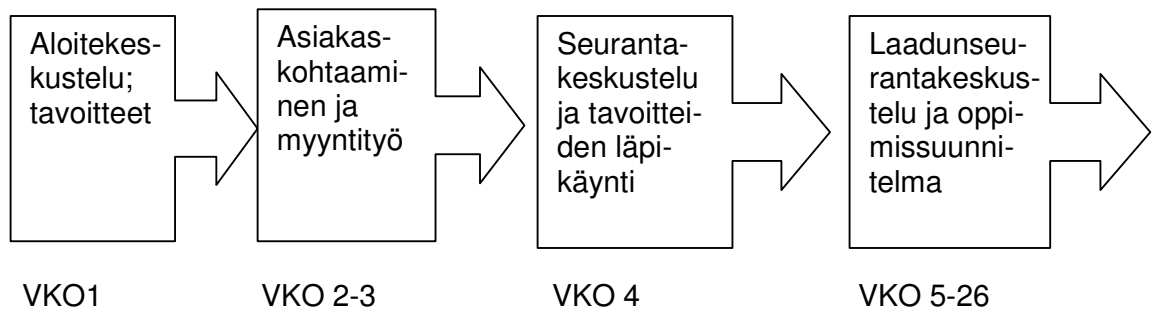 Aloitekes-
kustelu;
tavoitteet
Asiakas-
kohtaami-
nen ja
myyntityö
Seuranta-
keskustelu
ja tavoittei-
den läpi-
käynti
Laadunseu-
rantakeskus-
telu ja oppi-
missuunni-
telma
VKO1
VKO 2-3
VKO 4
VKO 5-26